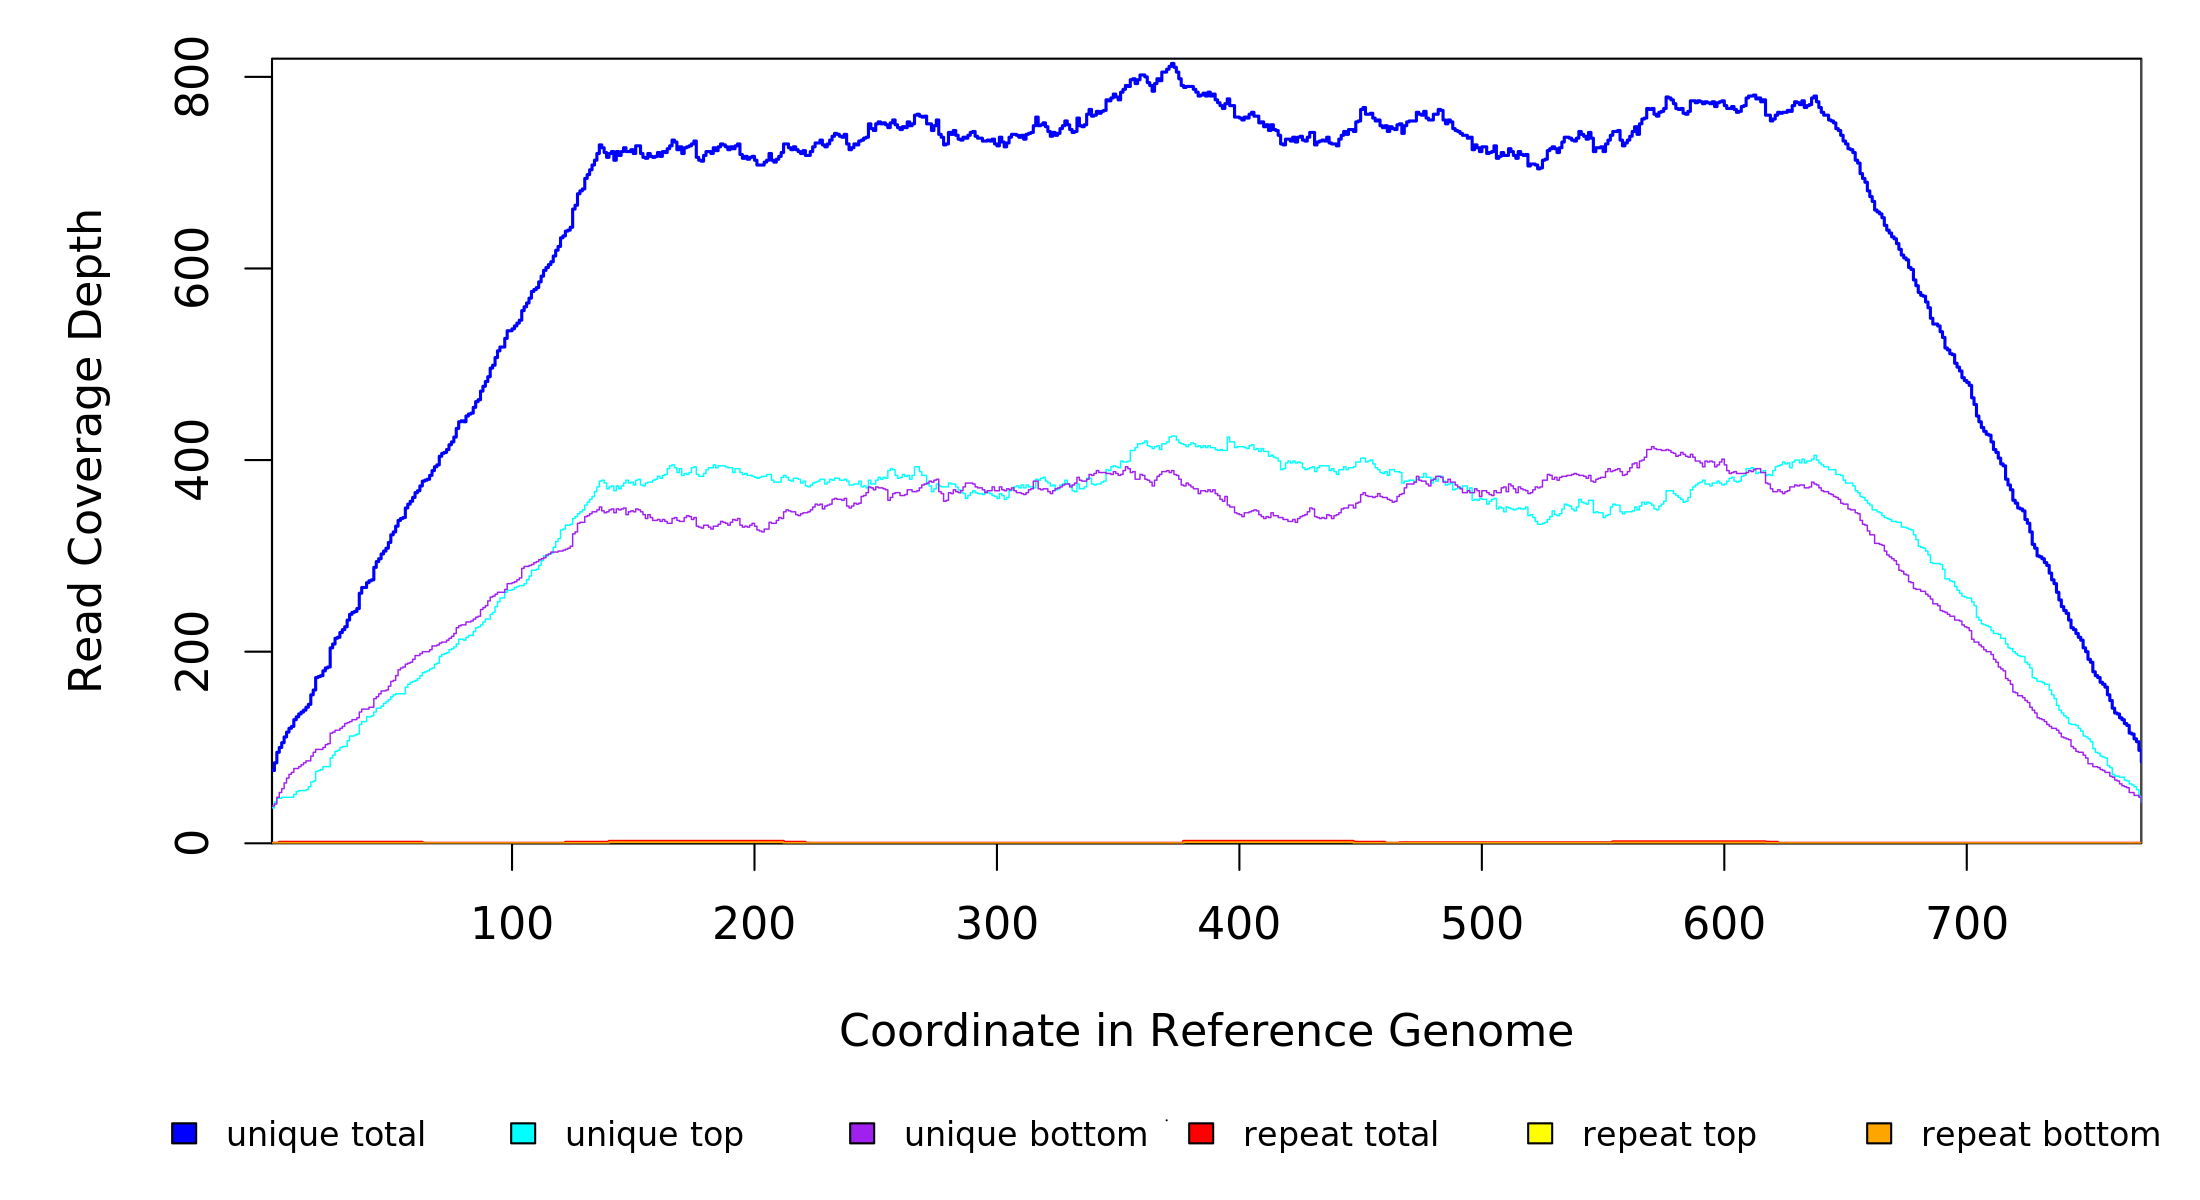 Read Coverage Depth
800
600
400
200
0
100 200 300 400 500 600 700
Coordinate in Reference Genome
unique total unique top unique bottom repeat total repeat top repeat bottom